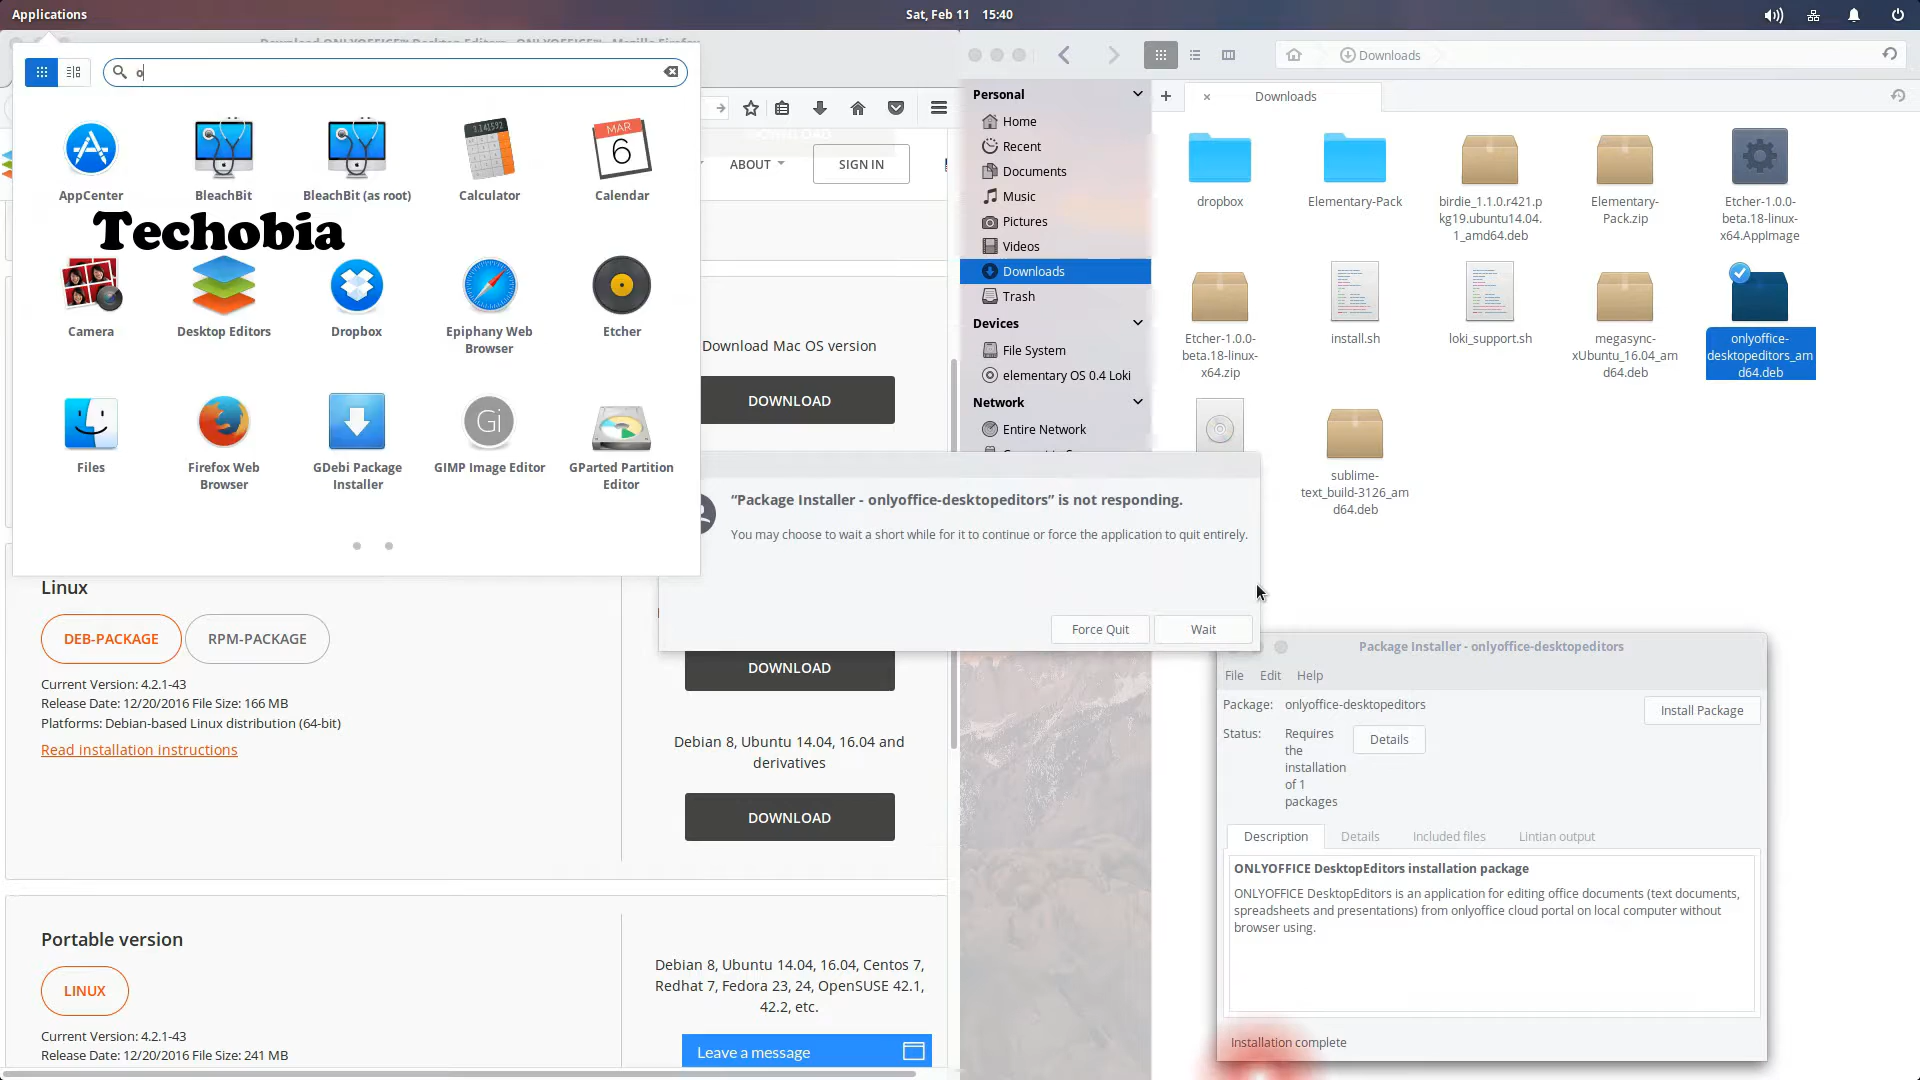 Applications
Sat, Feb 11 15:40
o
AppCenter
BleachBit
BleachBit (as root)
Calculator
MAR
6
Calendar
Techobia
Camera
Desktop Editors
Dropbox
Epiphany Web
Browser
Etcher
Files
Firefox Web
Browser
GDebi Package
Installer
Gi
GIMP Image Editor
GParted Partition
Editor
ABOUT
SIGN IN
Download Mac OS version
DOWNLOAD
Linux
DEB-PACKAGE
RPM-PACKAGE
Current Version: 4.2.1-43
Release Date: 12/20/2016 File Size: 166 MB
Platforms: Debian-based Linux distribution (64-bit)
Read installation instructions
DOWNLOAD
Debian 8, Ubuntu 14.04, 16.04 and
derivatives
DOWNLOAD
Portable version
LINUX
Current Version: 4.2.1-43
Release Date: 12/20/2016 File Size: 241 MB
Debian 8, Ubuntu 14.04, 16.04, Centos 7,
Redhat 7, Fedora 23, 24, OpenSUSE 42.1,
42.2, etc.
Leave a message
Downloads
Personal
Home
Recent
Documents
Music
Pictures
Videos
Downloads
Trash
Devices
File System
elementary OS 0.4 Loki
Network
Entire Network
Downloads
dropbox
Elementary-Pack
birdie_1.1.0.r421.p
kg19.ubuntu14.04.
1_amd64.deb
Elementary-
Pack.zip
Etcher-1.0.0-
beta.18-linux-
x64.AppImage
Etcher-1.0.0-
beta.18-linux-
x64.zip
install.sh
loki_support.sh
megasync-
xUbuntu_16.04_am
d64.deb
onlyoffice-
desktopeditors_am
d64.deb
sublime-
text_build-3126_am
d64.deb
“Package Installer - onlyoffice-desktopeditors” is not responding.
You may choose to wait a short while for it to continue or force the application to quit entirely.
Force Quit
Wait
Package Installer - onlyoffice-desktopeditors
File Edit Help
Package: onlyoffice-desktopeditors
Install Package
Status: Requires
the
installation
of 1
packages
Details
Description
Details
Included files
Lintian output
ONLYOFFICE DesktopEditors installation package
ONLYOFFICE DesktopEditors is an application for editing office documents (text documents,
spreadsheets and presentations) from onlyoffice cloud portal on local computer without
browser using.
Installation complete